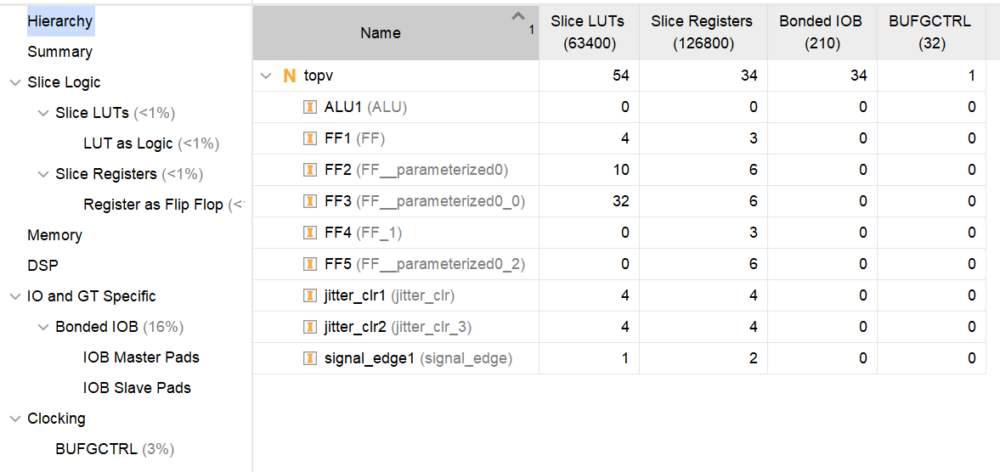 Hierarchy
Summary
Slice Logic
Slice LUTs (<1%)
LUT as Logic (<1%)
Slice Registers (<1%)
Register as Flip Flop (<
Memory
DSP
IO and GT Specific
Bonded IOB (16%)
IOB Master Pads
IOB Slave Pads
Clocking
BUFGCTRL (3%)
Name 1 Slice LUTs (63400) Slice Registers (126800) Bonded IOB (210) BUFGCTRL (32)
N topv 54 34 34 1
ALU1 (ALU) 0 0 0 0
FF1 (FF) 4 3 0 0
FF2 (FF__parameterized0) 10 6 0 0
FF3 (FF__parameterized0_0) 32 6 0 0
FF4 (FF_1) 0 3 0 0
FF5 (FF__parameterized0_2) 0 6 0 0
jitter_clr1 (jitter_clr) 4 4 0 0
jitter_clr2 (jitter_clr_3) 4 4 0 0
signal_edge1 (signal_edge) 1 2 0 0